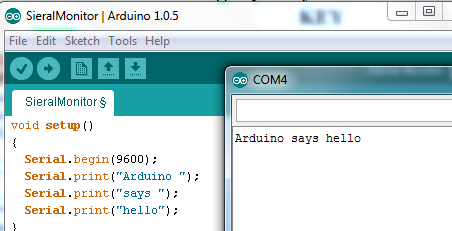 SieralMonitor | Arduino 1.0.5
File Edit Sketch Tools Help
SieralMonitor §
void setup()
{
Serial.begin(9600);
Serial.print("Arduino ");
Serial.print("says ");
Serial.print("hello");
}
COM4
Arduino says hello